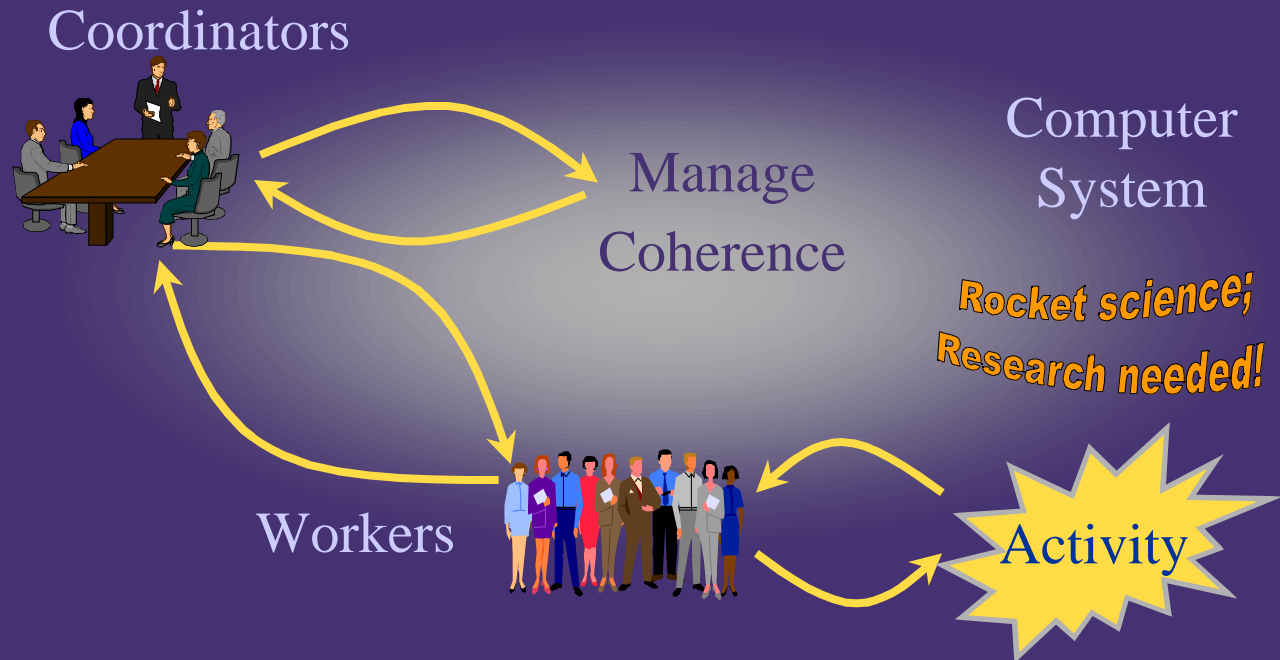 Coordinators
Computer
System
Manage
Coherence
Rocket science;
Research needed!
Workers
Activity